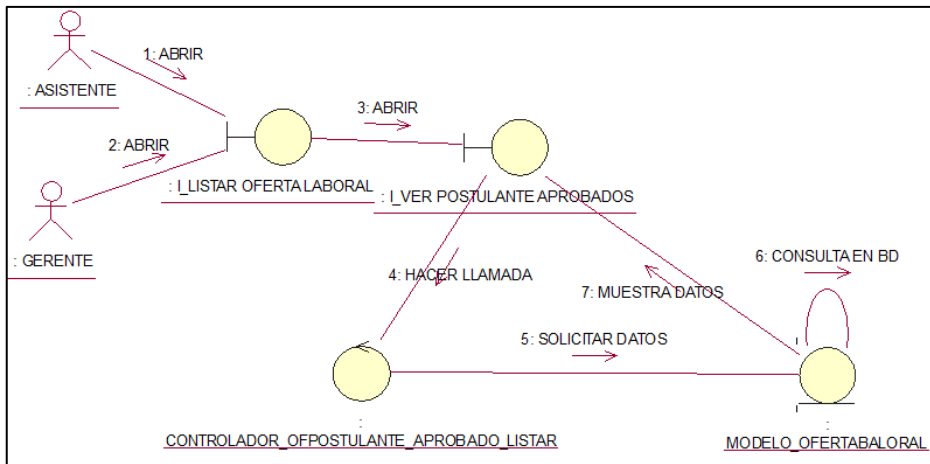 1: ABRIR
: ASISTENTE
3: ABRIR
2: ABRIR
: I_LISTAR OFERTA LABORAL
: I_VER POSTULANTE APROBADOS
: GERENTE
4: HACER LLAMADA
6: CONSULTA EN BD
7: MUESTRA DATOS
5: SOLICITAR DATOS
:
CONTROLADOR_OFPOSTULANTE_APROBADO_LISTAR
:
MODELO_OFERTABALORAL